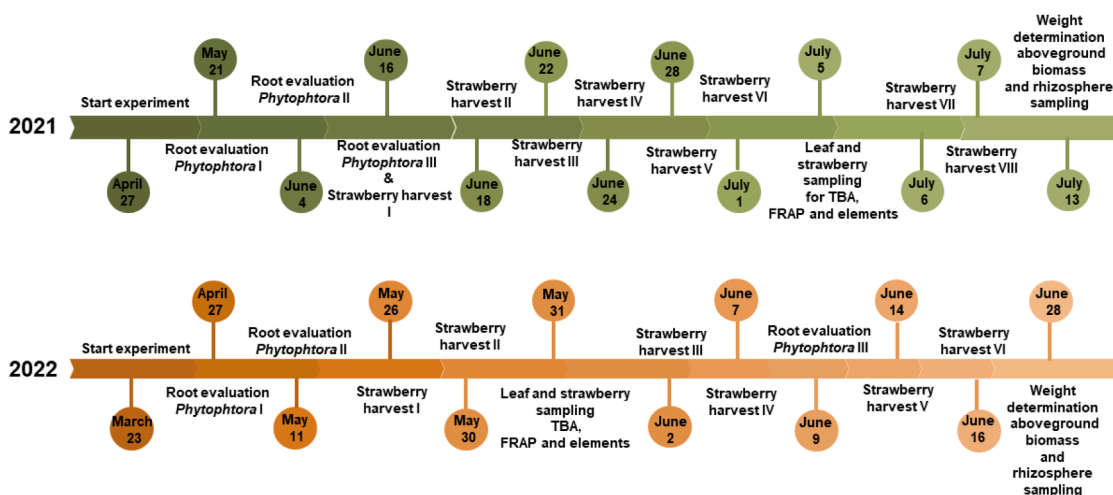 2021
Start experiment
April
27
May
21
Root evaluation
Phytophtora I
Root evaluation
Phytophtora II
June
4
June
16
Root evaluation
Phytophtora III
&
Strawberry harvest
I
Strawberry
harvest II
June
18
June
22
Strawberry
harvest III
Strawberry
harvest IV
June
24
June
28
Strawberry
harvest V
Strawberry
harvest VI
July
1
July
5
Leaf and
strawberry
sampling
for TBA,
FRAP and elements
Strawberry
harvest VII
July
6
July
7
Strawberry
harvest VIII
Weight
determination
aboveground
biomass
and rhizosphere
sampling
July
13
2022
Start experiment
March
23
April
27
Root evaluation
Phytophtora I
Root evaluation
Phytophtora II
May
11
May
26
Strawberry
harvest I
Strawberry
harvest II
May
30
May
31
Leaf and strawberry
sampling
TBA,
FRAP and elements
Strawberry
harvest III
June
2
June
7
Strawberry
harvest IV
Root evaluation
Phytophtora III
June
9
June
14
Strawberry
harvest V
Strawberry
harvest VI
June
16
June
28
Weight
determination
aboveground
biomass
and
rhizosphere
sampling